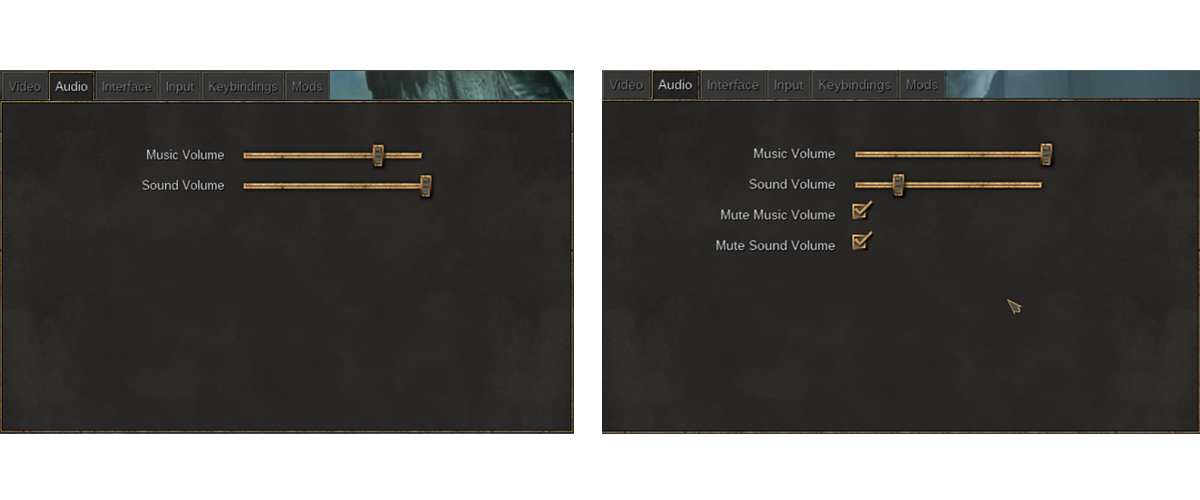 Video Audio Interface Input Keybindings Mods
Music Volume
Sound Volume
Video Audio Interface Input Keybindings Mods
Music Volume
Sound Volume
Mute Music Volume
Mute Sound Volume